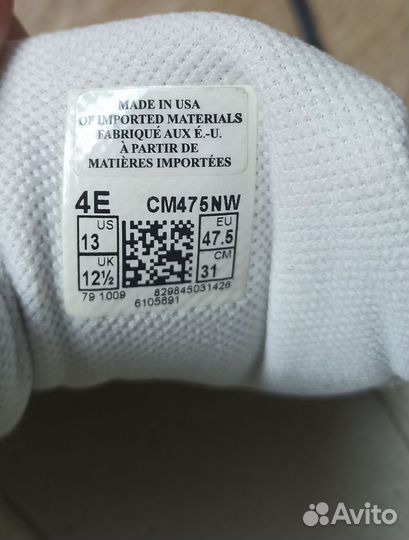 MADE IN USA
OF IMPORTED MATERIALS
FABRIQUÉ AUX É.-U.
À PARTIR DE
MATIÈRES IMPORTÉES
4E CM475NW
US
13
UK
12½
EU
47.5
CM
31
79 1009 829845031426
6105691
Avito